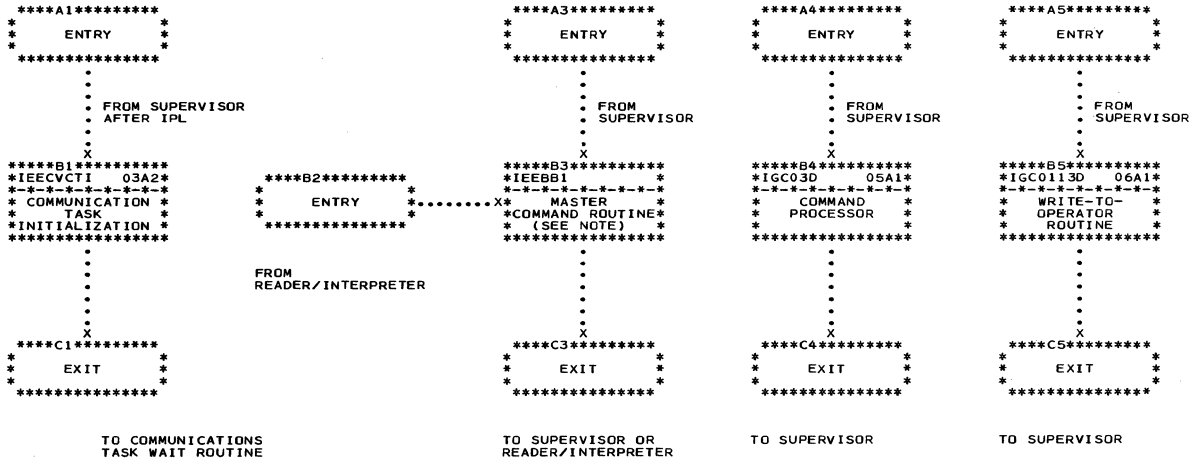 ****A1********* ****A3********* ****A4********* ****A5*********
ENTRY ENTRY ENTRY ENTRY
FROM SUPERVISOR
AFTER IPL
FROM
SUPERVISOR
FROM
SUPERVISOR
FROM
SUPERVISOR
*****B1********** *****B3********** *****B4********** *****B5**********
*IEECVCTI 03A2* ****B2********* *IEEBB1 * *IGC03D 05A1* *IGC0113D 06A1*
*-*-*-*-*-*-*-*-* *-*-*-*-*-*-*-*-* *-*-*-*-*-*-*-*-* *-*-*-*-*-*-*-*-*
* COMMUNICATION * * ENTRY *........X* MASTER * * COMMAND * * WRITE-TO- *
* TASK * *COMMAND ROUTINE* * PROCESSOR * * OPERATOR *
*INITIALIZATION * *************** * (SEE NOTE) * * ROUTINE *
***************** ***************** ***************** *****************
FROM
READER/INTERPRETER
****C1********* ****C3********* ****C4********* ****C5*********
EXIT EXIT EXIT EXIT
TO COMMUNICATIONS
TASK WAIT ROUTINE
TO SUPERVISOR OR
READER/INTERPRETER
TO SUPERVISOR
TO SUPERVISOR